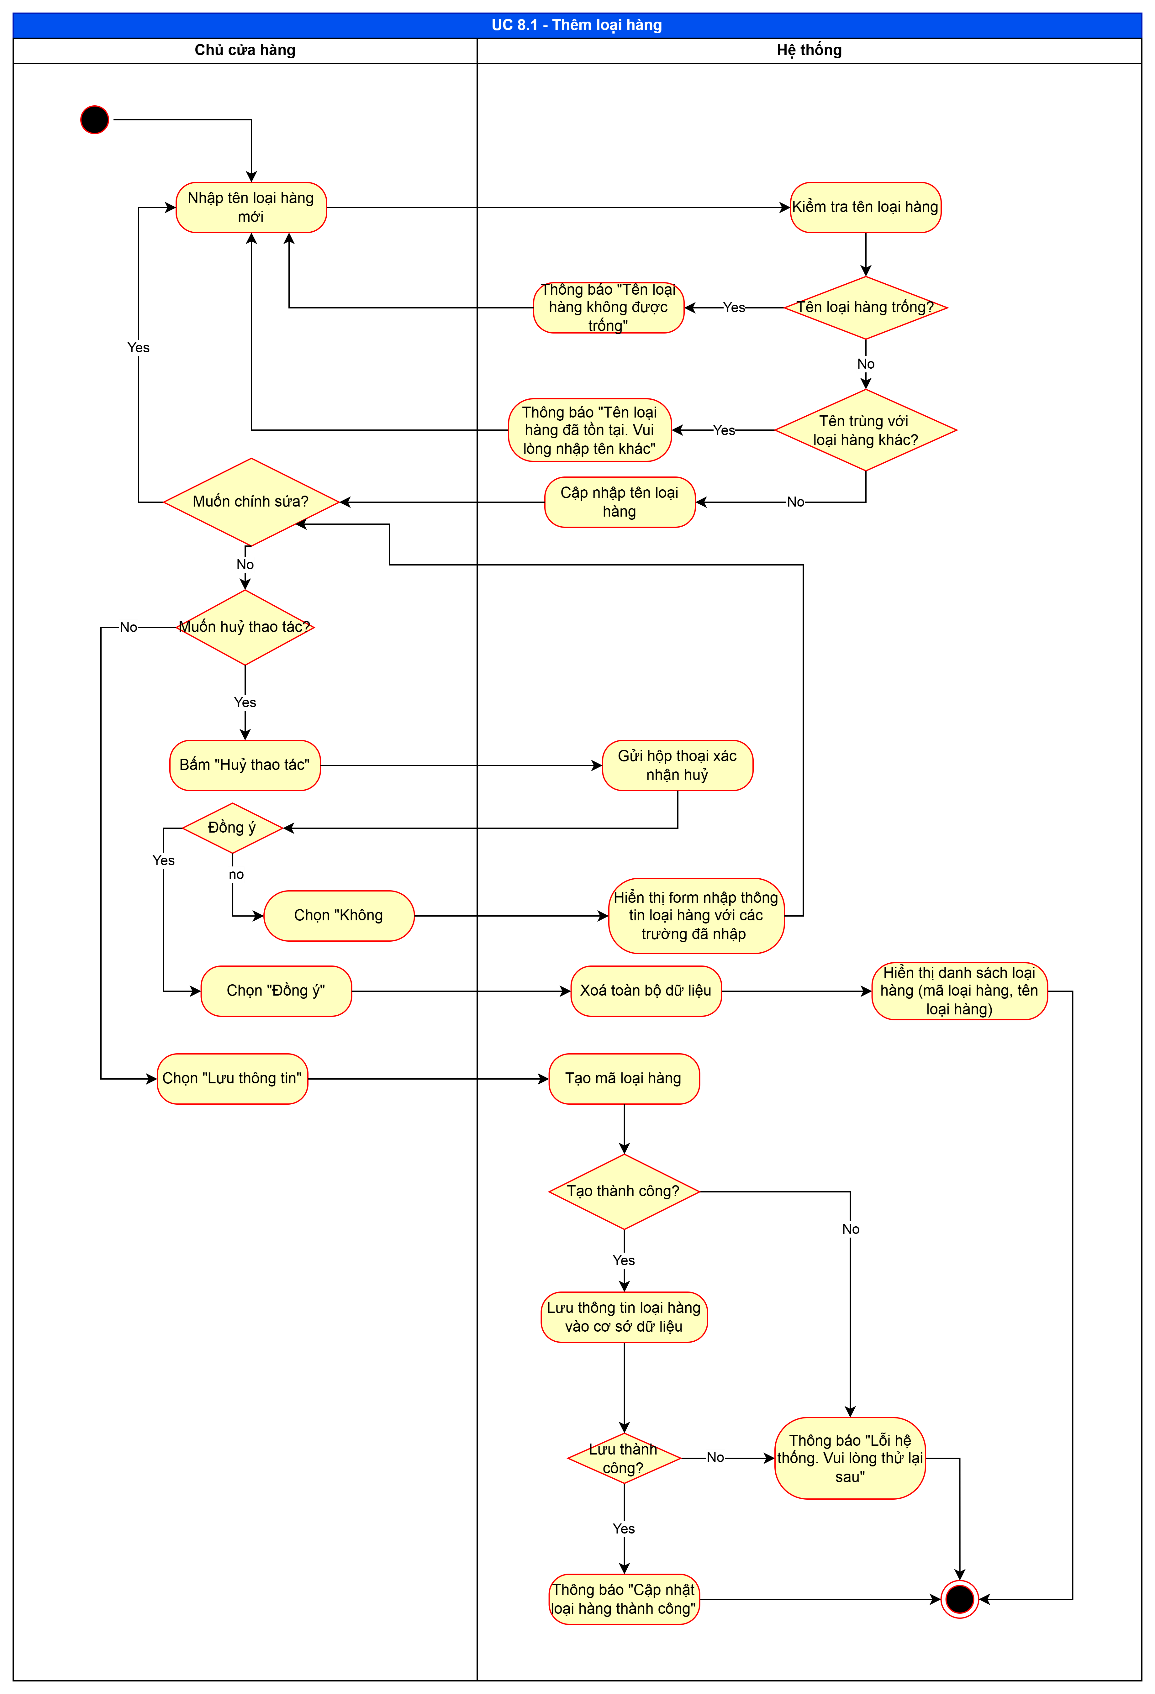 UC 8.1 - Thêm loại hàng
Chủ cửa hàng
Hệ thống
Nhập tên loại hàng
mới
Kiểm tra tên loại hàng
Thông báo "Tên loại
hàng không được
trống"
Yes
Tên loại hàng trống?
No
Yes
Thông báo "Tên loại
hàng đã tồn tại. Vui
lòng nhập tên khác"
Yes
Tên trùng với
loại hàng khác?
Muốn chính sửa?
Cập nhập tên loại
hàng
No
No
No
Muốn huỷ thao tác?
Yes
Bấm "Huỷ thao tác"
Gửi hộp thoại xác
nhận huỷ
Đồng ý
Yes
no
Chọn "Không
Hiển thị form nhập thông
tin loại hàng với các
trường đã nhập
Chọn "Đồng ý"
Xoá toàn bộ dữ liệu
Hiển thị danh sách loại
hàng (mã loại hàng, tên
loại hàng)
Chọn "Lưu thông tin"
Tạo mã loại hàng
Tạo thành công?
No
Yes
Lưu thông tin loại hàng
vào cơ sở dữ liệu
Lưu thành
công?
No
Thông báo "Lỗi hệ
thống. Vui lòng thử lại
sau"
Yes
Thông báo "Cập nhật
loại hàng thành công"